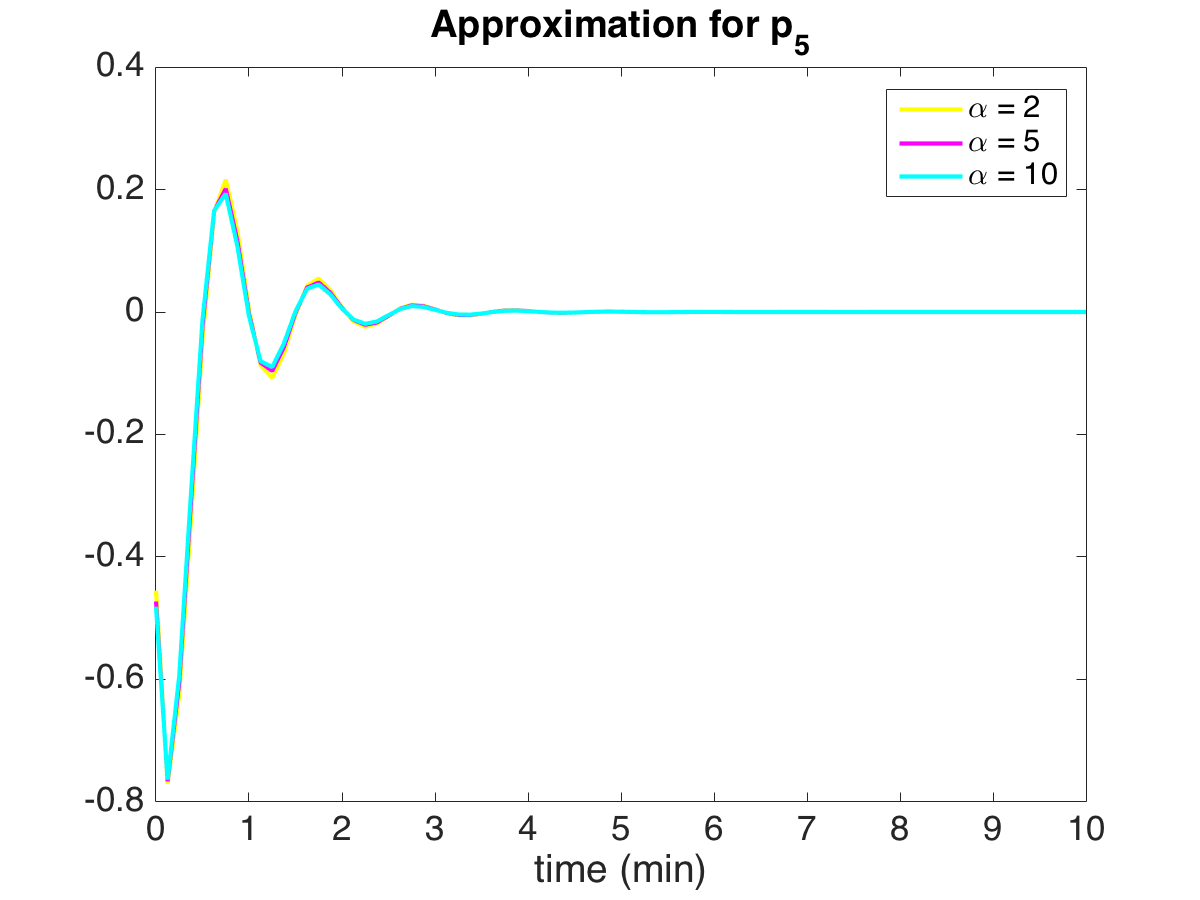 Approximation for p5
0.4
0.2
0
-0.2
-0.4
-0.6
-0.8
α = 2
α = 5
α = 10
0 1 2 3 4 5 6 7 8 9 10
time (min)